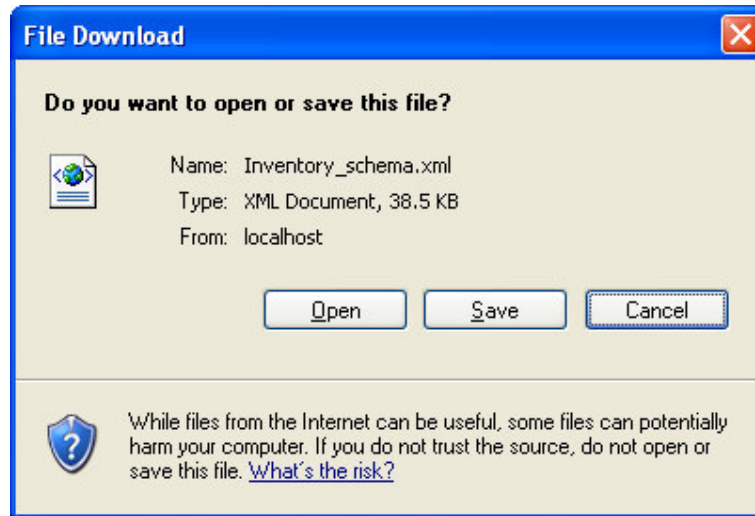 File Download
Do you want to open or save this file?
Name: Inventory_schema.xml
Type: XML Document, 38.5 KB
From: localhost
Open Save Cancel
While files from the Internet can be useful, some files can potentially
harm your computer. If you do not trust the source, do not open or
save this file. What's the risk?